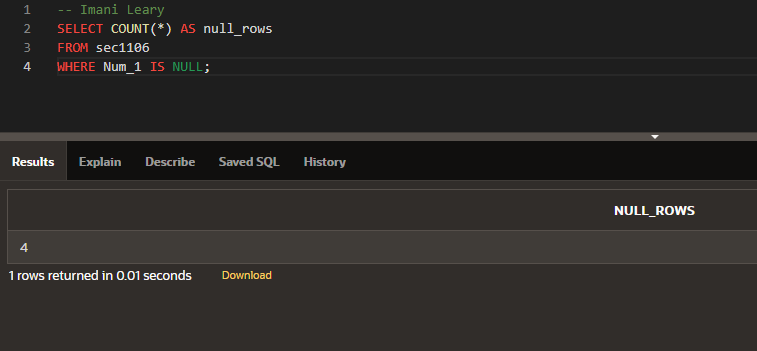 1 -- Imani Leary
2 SELECT COUNT(*) AS null_rows
3 FROM sec1106
4 WHERE Num_1 IS NULL;
Results Explain Describe Saved SQL History
NULL_ROWS
4
1 rows returned in 0.01 seconds Download